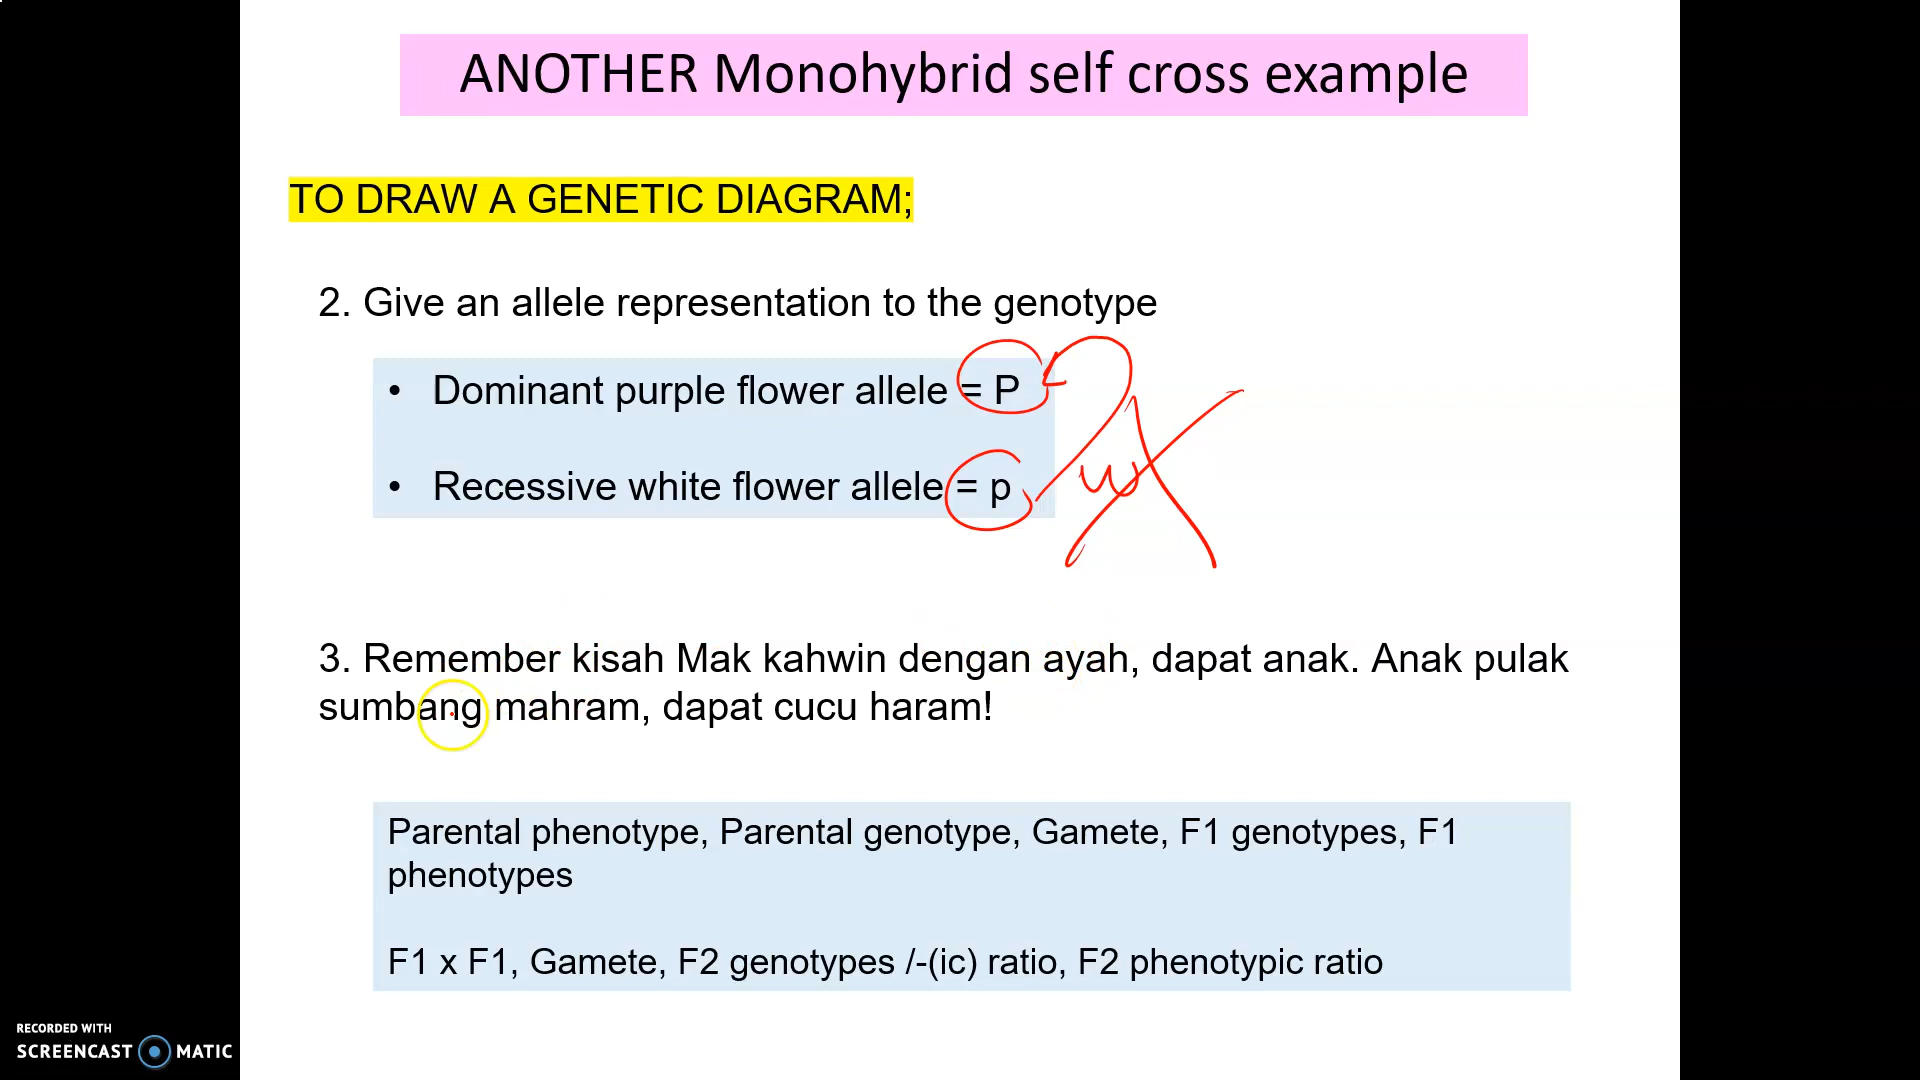 ANOTHER Monohybrid self cross example
TO DRAW A GENETIC DIAGRAM;
2. Give an allele representation to the genotype
• Dominant purple flower allele = P
• Recessive white flower allele = p
w
3. Remember kisah Mak kahwin dengan ayah, dapat anak. Anak pulak
sumbang mahram, dapat cucu haram!
Parental phenotype, Parental genotype, Gamete, F1 genotypes, F1
phenotypes
F1 x F1, Gamete, F2 genotypes /-(ic) ratio, F2 phenotypic ratio
RECORDED WITH
SCREENCAST MATIC